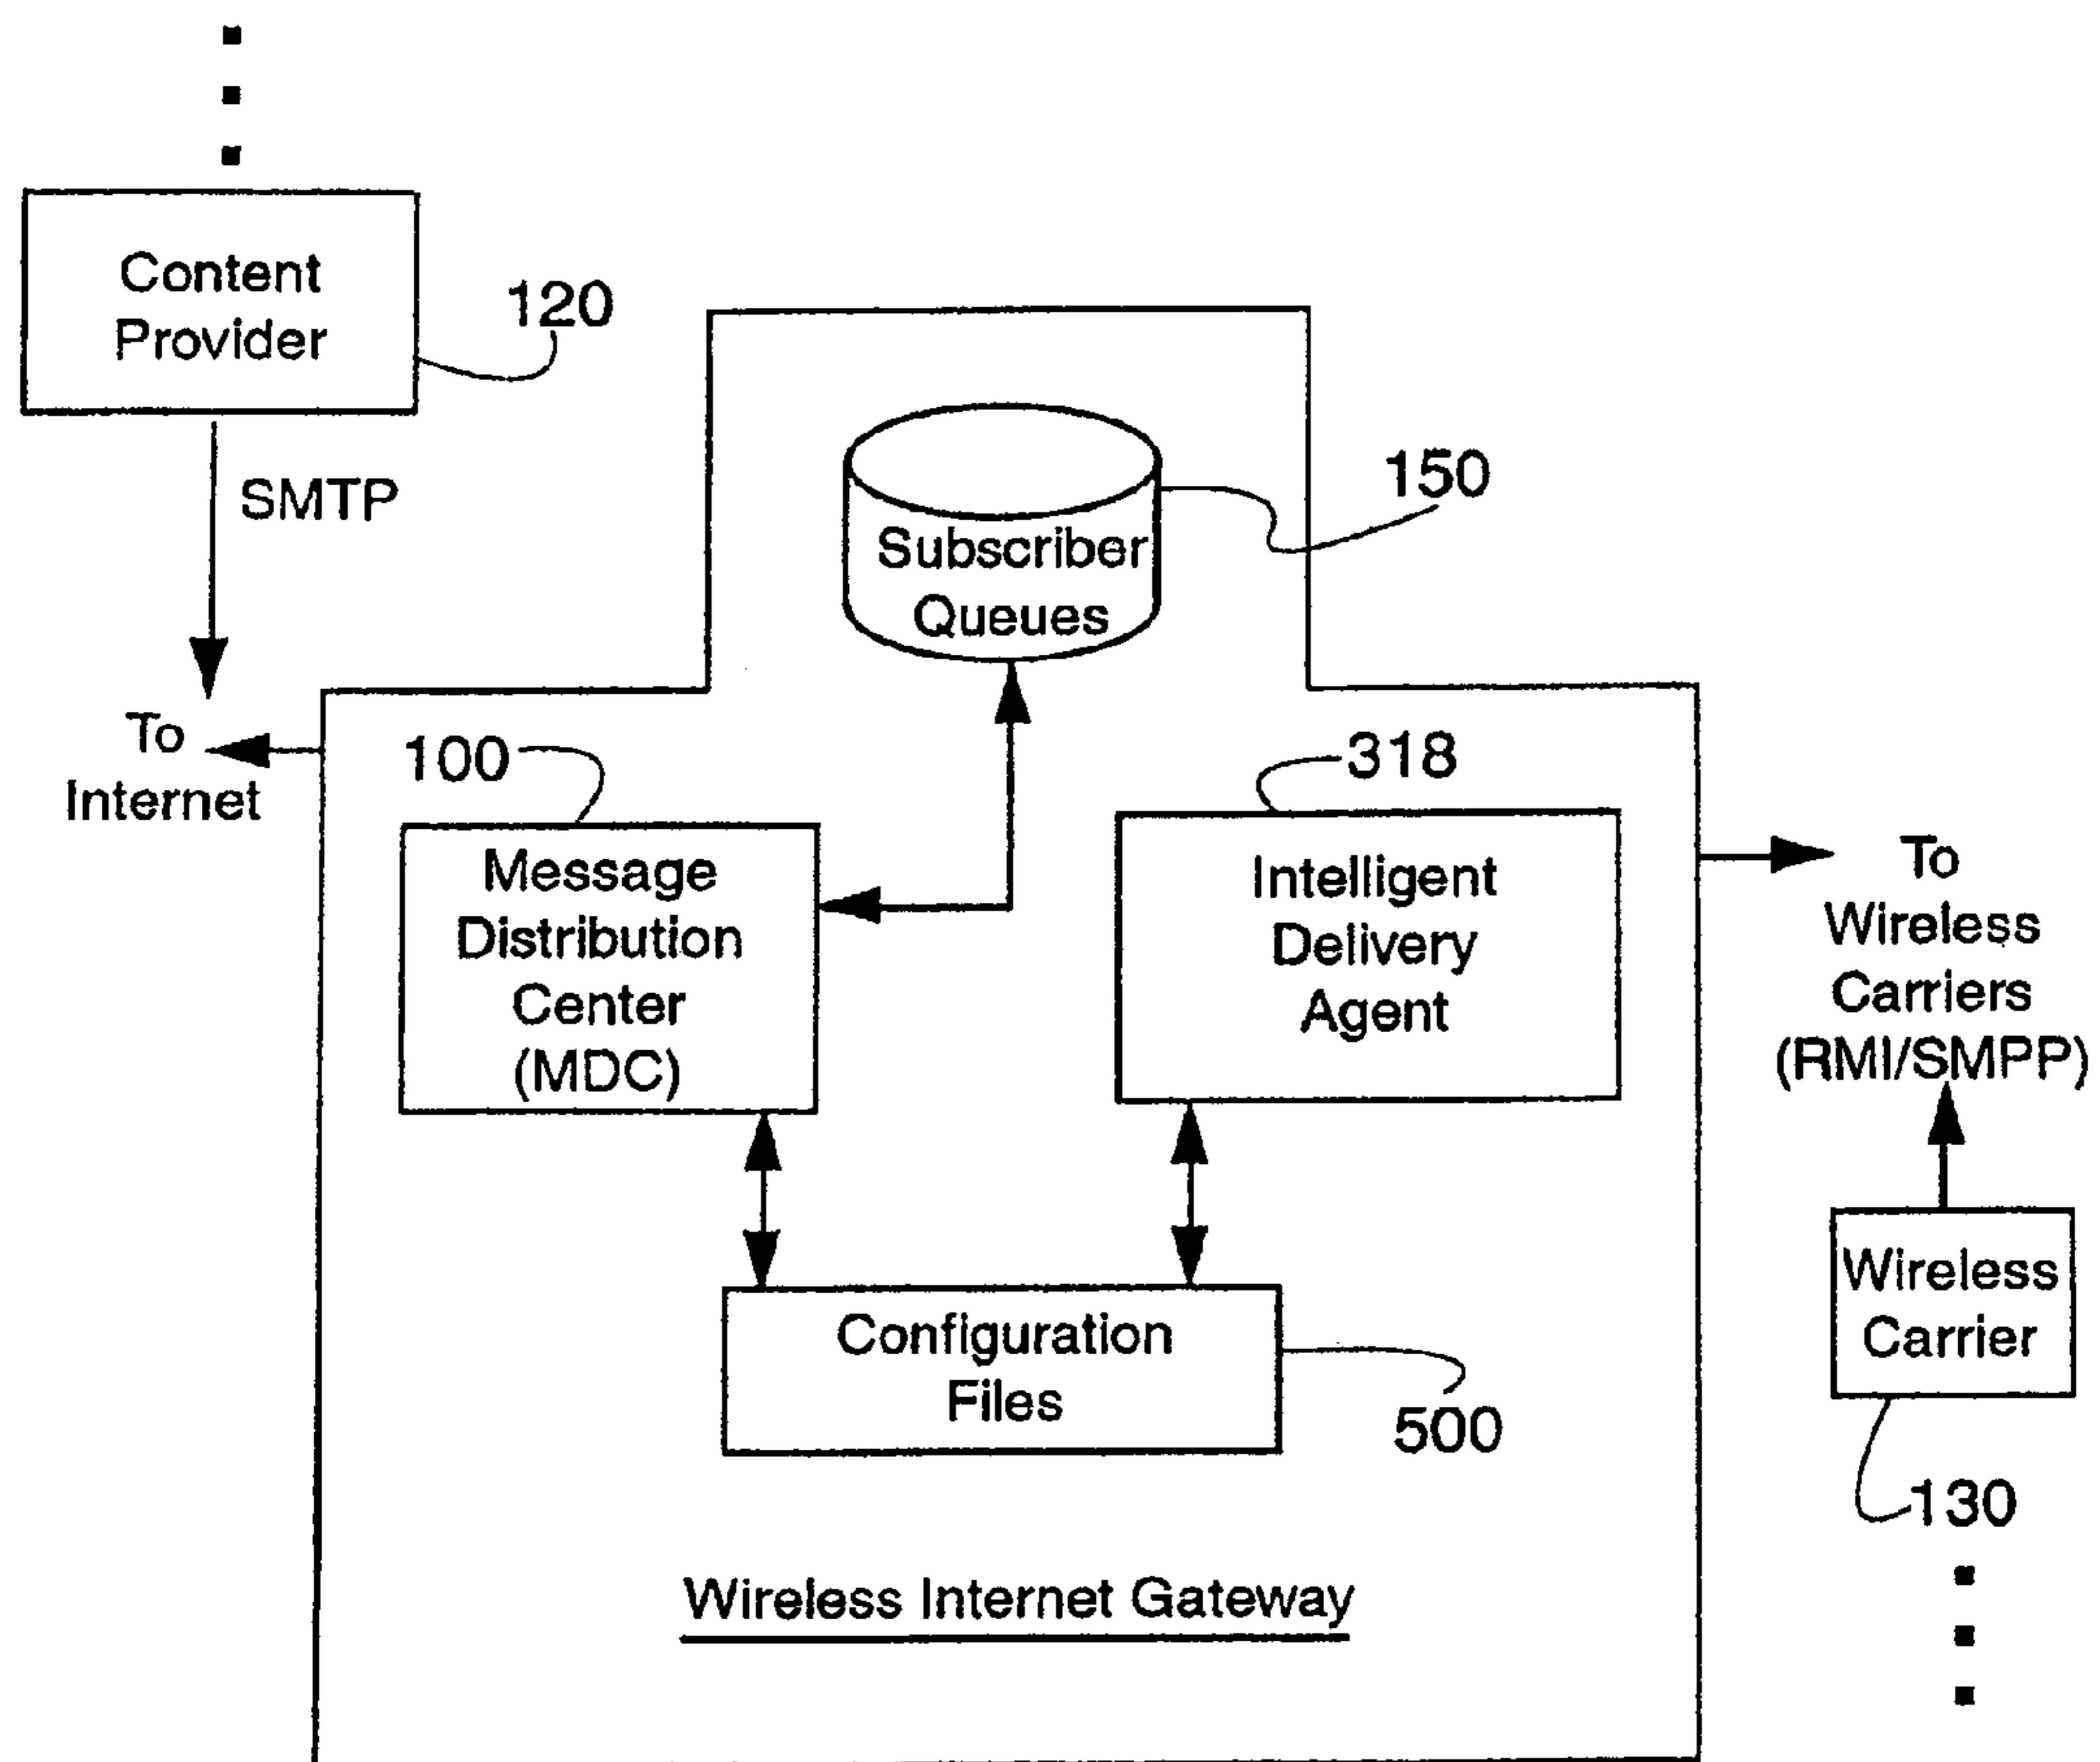 Content
Provider
120
SMTP
To
Internet
Subscriber
Queues
150
100
Message
Distribution
Center
(MDC)
318
Intelligent
Delivery
Agent
To
Wireless
Carriers
(RMI/SMPP)
Configuration
Files
500
Wireless
Carrier
130
Wireless Internet Gateway